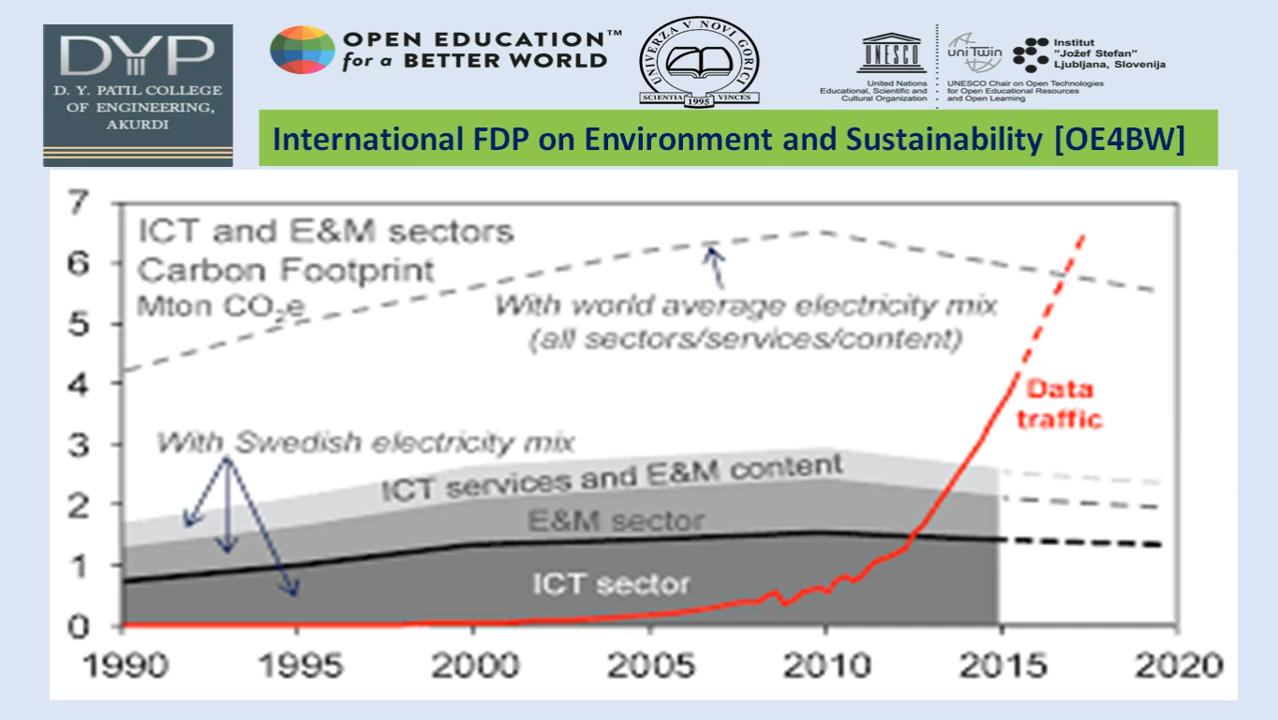 DYP
D. Y. PATIL COLLEGE
OF ENGINEERING,
AKURDI
OPEN EDUCATION™
for a BETTER WORLD
UNIVERZA V NOVI GORICI
SCIENTIA VINCES
1995
UNESCO
United Nations
Educational, Scientific and
Cultural Organization
uniTwin
UNESCO Chair on Open Technologies
for Open Educational Resources
and Open Learning
Institut
"Jožef Stefan"
Ljubljana, Slovenija
International FDP on Environment and Sustainability [OE4BW]
ICT and E&M sectors
Carbon Footprint
Mton CO₂e
With world average electricity mix
(all sectors/services/content)
Data
traffic
With Swedish electricity mix
ICT services and E&M content
E&M sector
ICT sector
7
6
5
4
3
2
1
0
1990 1995 2000 2005 2010 2015 2020